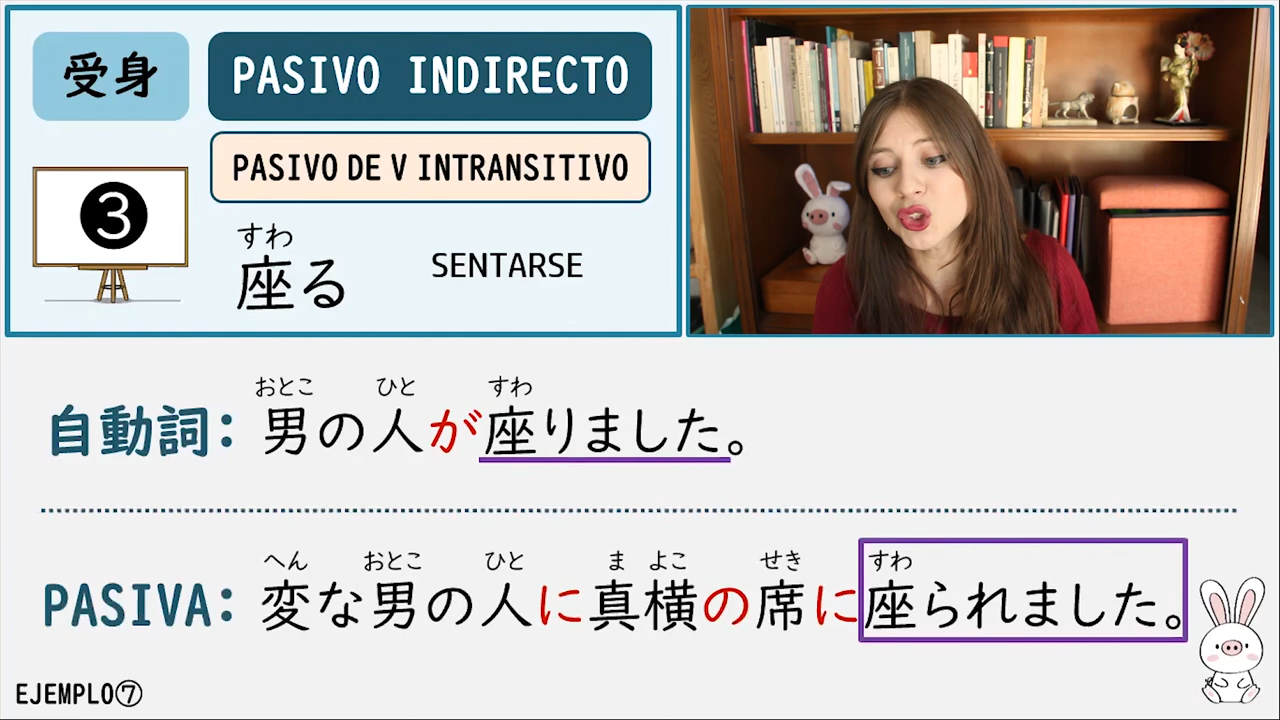 受身
PASIVO INDIRECTO
PASIVO DE V INTRANSITIVO
❸
すわ
座る
SENTARSE
おとこ ひと すわ
自動詞：男の人が座りました。
へん おとこ ひと ま よこ せき すわ
PASIVA：変な男の人に真横の席に座られました。
EJEMPLO⑦